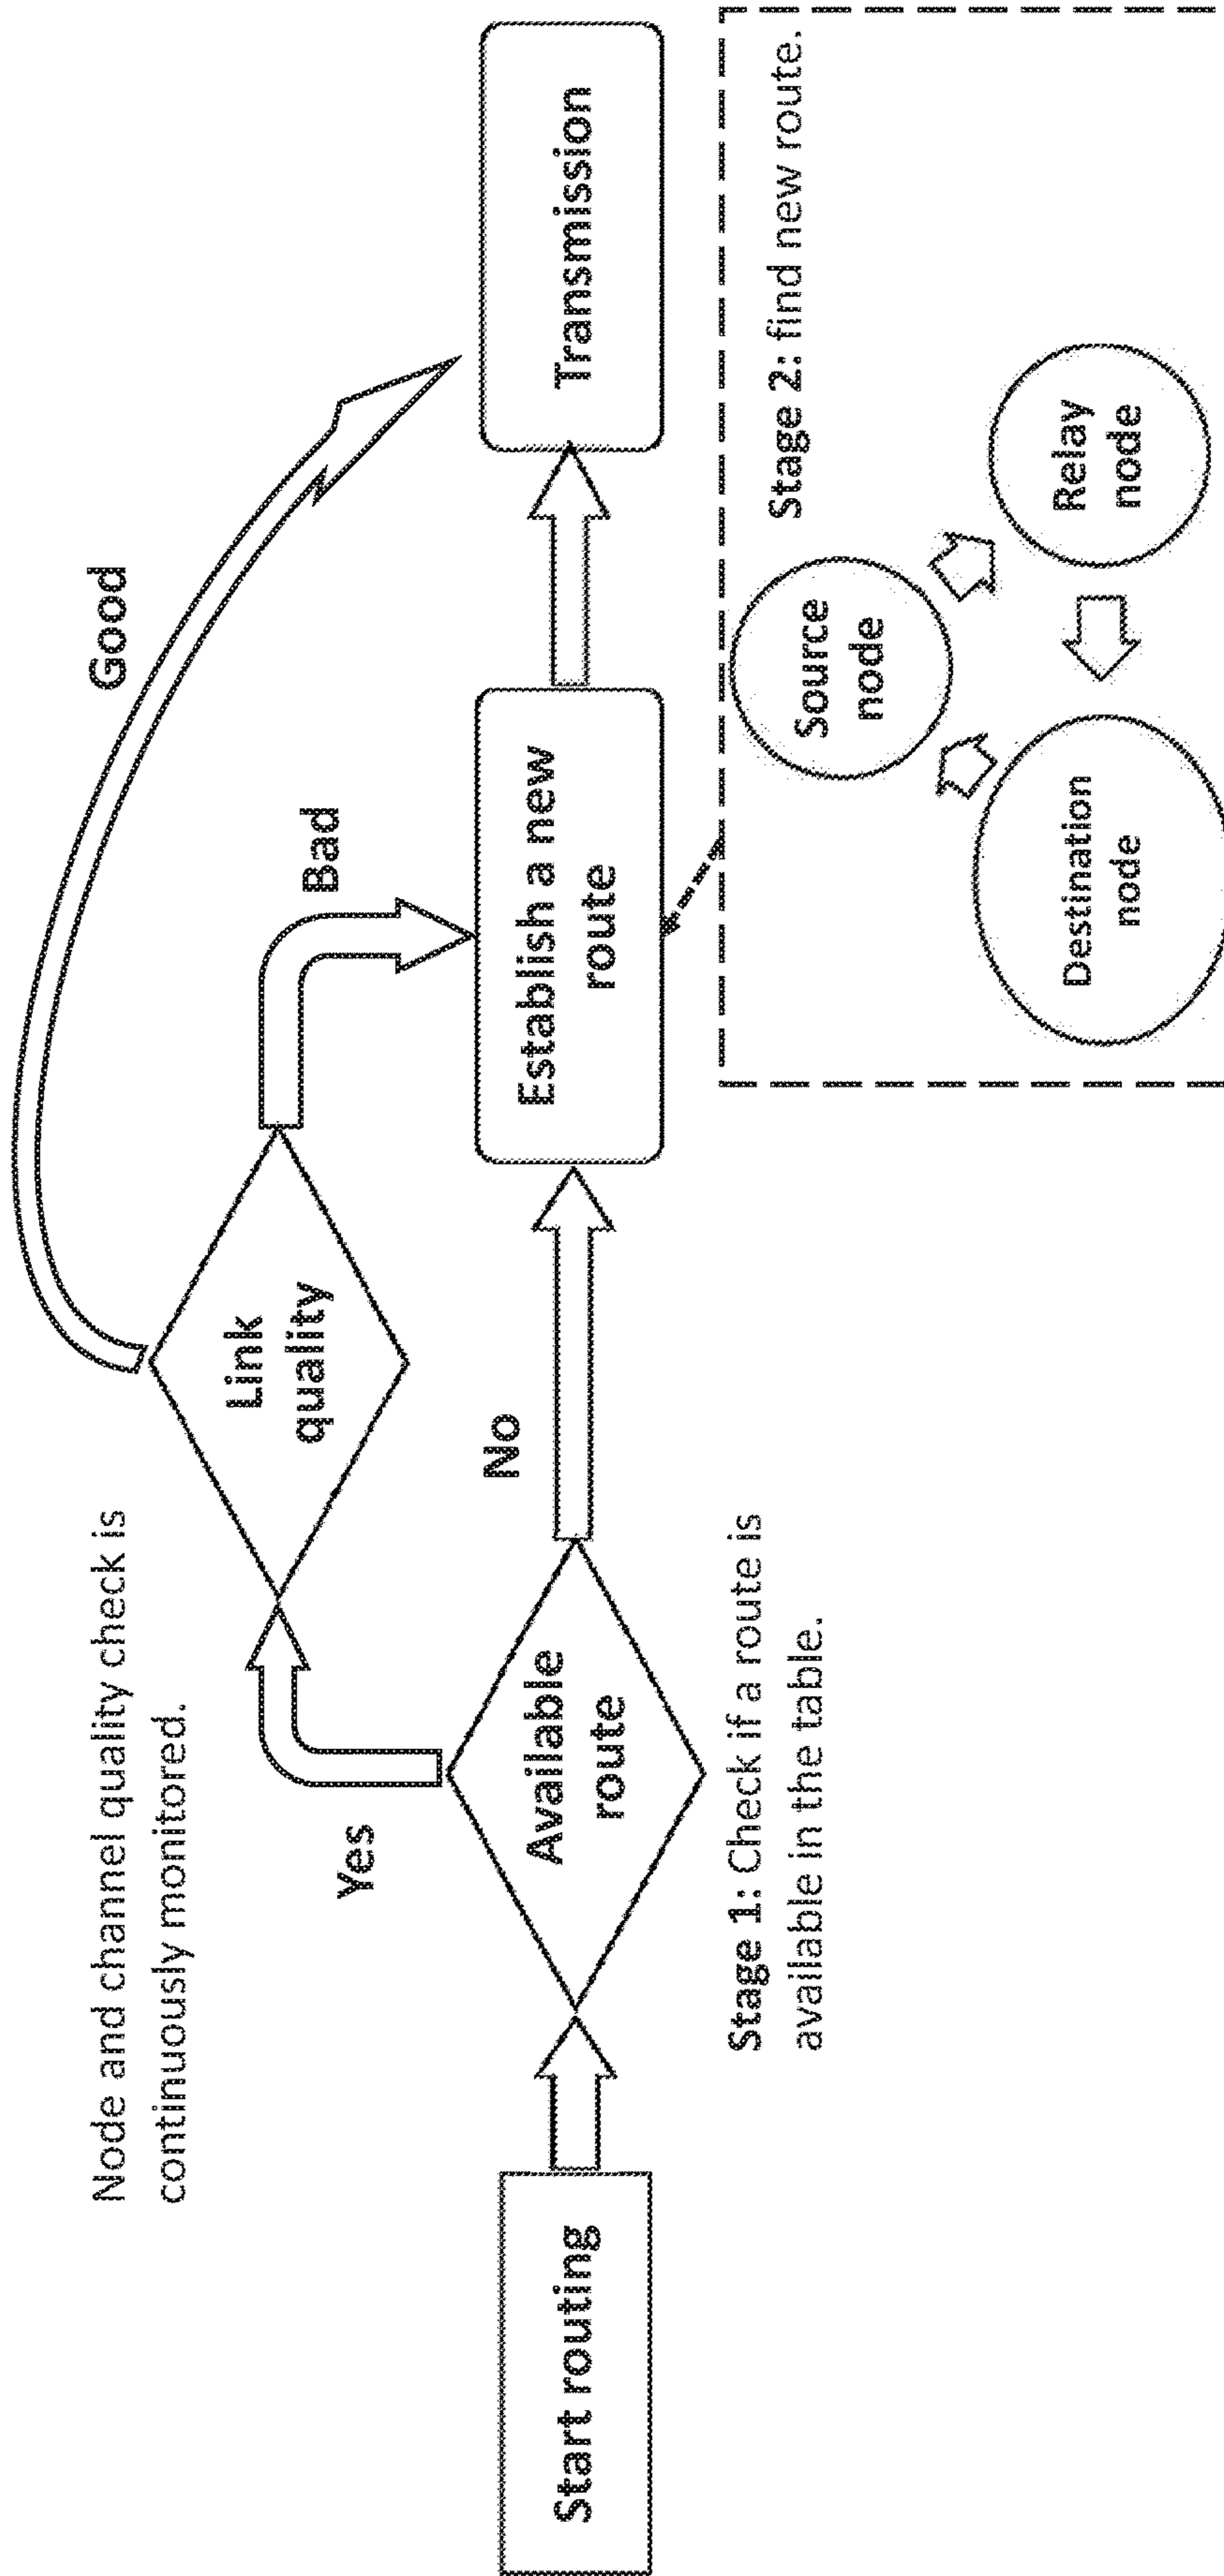 Node and channel quality check is
continuously monitored.
Good
Link
quality
Bad
Yes
No
Start routing
Available
route
Establish a new
route
Transmission
Stage 1: Check if a route is
available in the table.
Stage 2: find new route.
Source
node
Destination
node
Relay
node